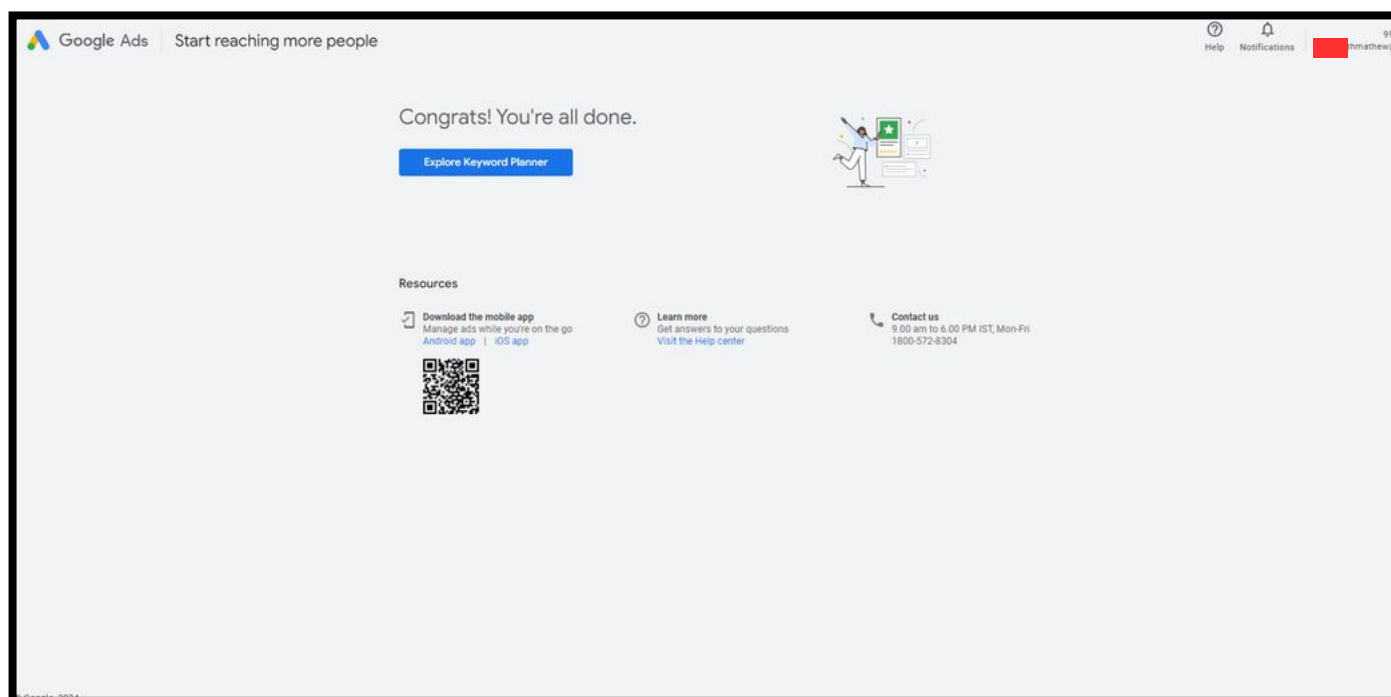 Google Ads
Start reaching more people
Help
Notifications
Congrats! You're all done.
Explore Keyword Planner
Resources
Download the mobile app
Manage ads while you're on the go
Android app | iOS app
Learn more
Get answers to your questions
Visit the Help center
Contact us
9.00 am to 6.00 PM IST, Mon-Fri
1800-572-8304